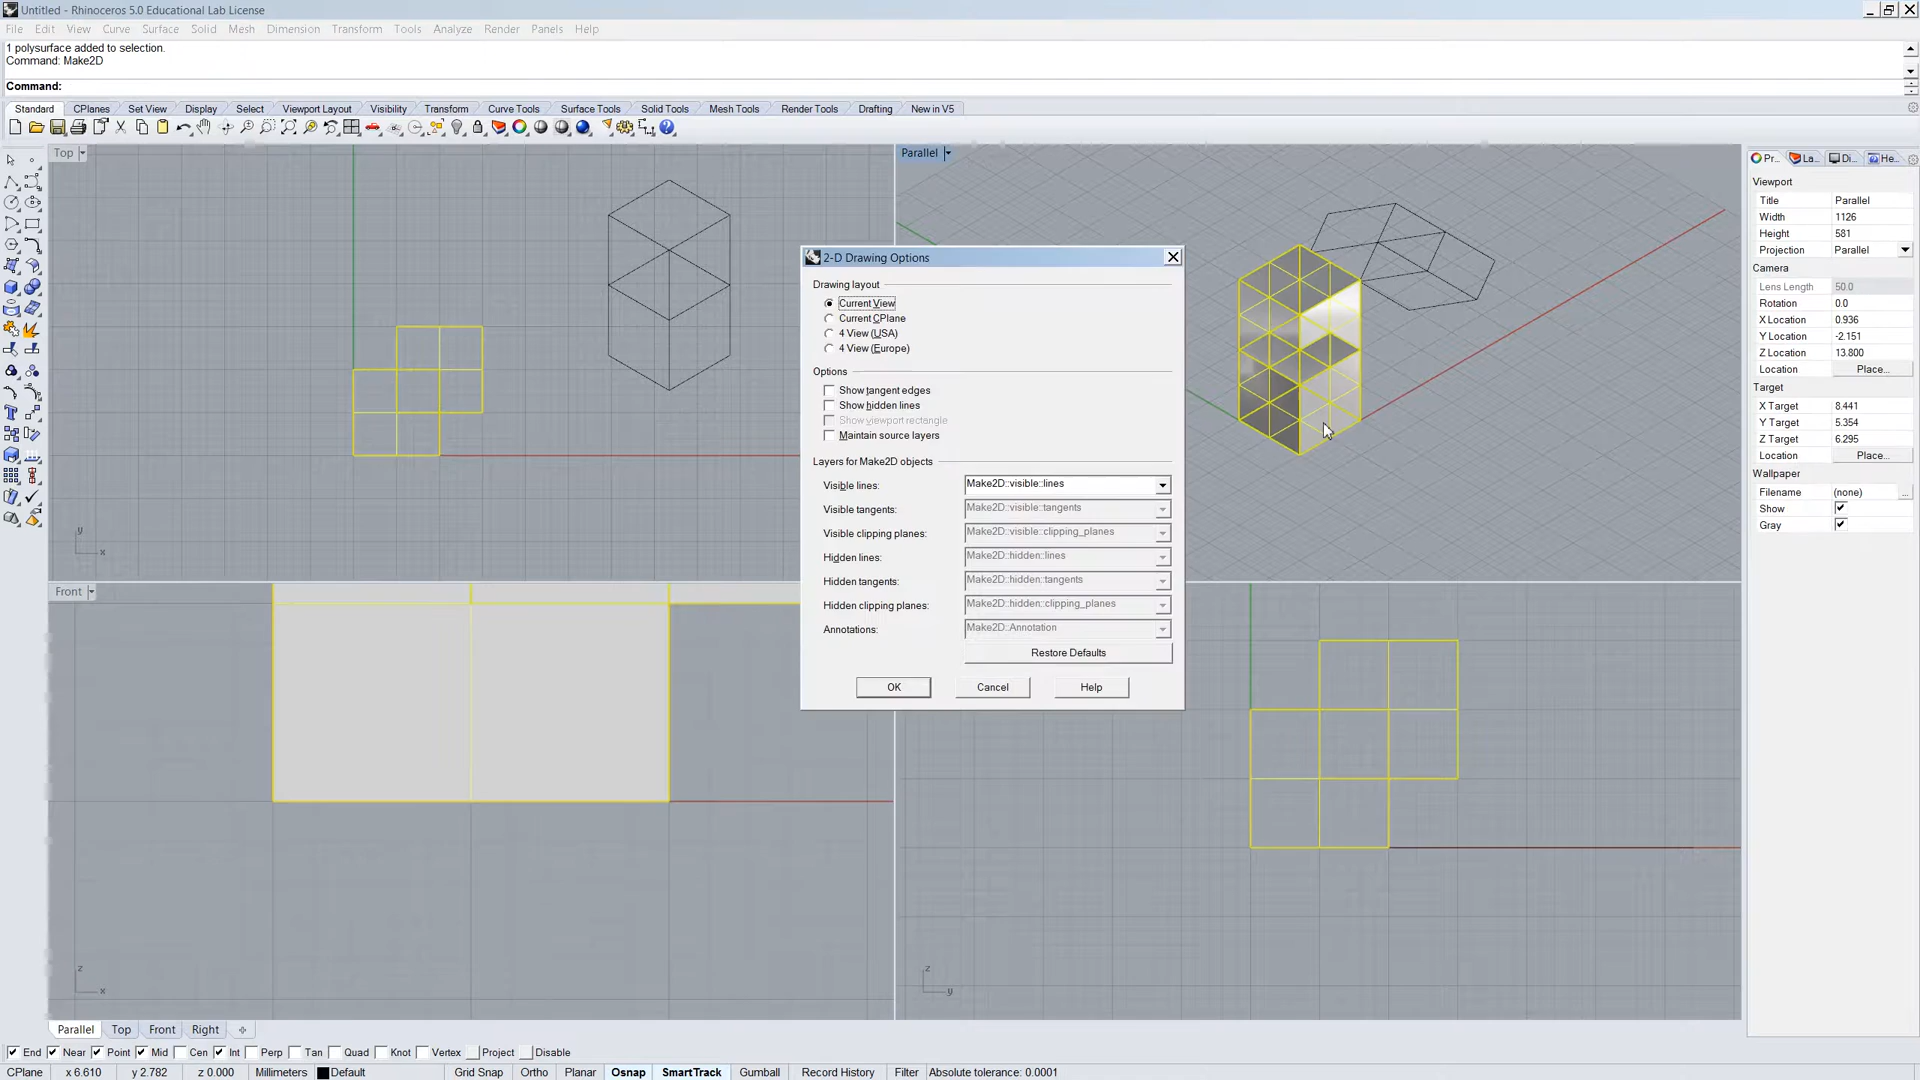 Untitled - Rhinoceros 5.0 Educational Lab License
File Edit View Curve Surface Solid Mesh Dimension Transform Tools Analyze Render Panels Help
1 polysurface added to selection.
Command: Make2D
Command:
Standard CPlanes Set View Display Select Viewport Layout Visibility Transform Curve Tools Surface Tools Solid Tools Mesh Tools Render Tools Drafting New in V5
Top
Parallel
Pr... La... Di... He...
Viewport
Title Parallel
Width 1126
Height 581
Projection Parallel
Camera
Lens Length 50.0
Rotation 0.0
X Location 0.936
Y Location -2.151
Z Location 13.800
Location Place...
Target
X Target 8.441
Y Target 5.354
Z Target 6.295
Location Place...
Wallpaper
Filename (none) ...
Show
Gray
2-D Drawing Options
Drawing layout
Current View
Current CPlane
4 View (USA)
4 View (Europe)
Options
Show tangent edges
Show hidden lines
Show viewport rectangle
Maintain source layers
Layers for Make2D objects
Visible lines: Make2D::visible::lines
Visible tangents: Make2D::visible::tangents
Visible clipping planes: Make2D::visible::clipping_planes
Hidden lines: Make2D::hidden::lines
Hidden tangents: Make2D::hidden::tangents
Hidden clipping planes: Make2D::hidden::clipping_planes
Annotations: Make2D::Annotation
Restore Defaults
OK Cancel Help
y
x
Front
z
x
z
y
Parallel Top Front Right
End Near Point Mid Cen Int Perp Tan Quad Knot Vertex Project Disable
CPlane x 6.610 y 2.782 z 0.000 Millimeters Default Grid Snap Ortho Planar Osnap SmartTrack Gumball Record History Filter Absolute tolerance: 0.0001